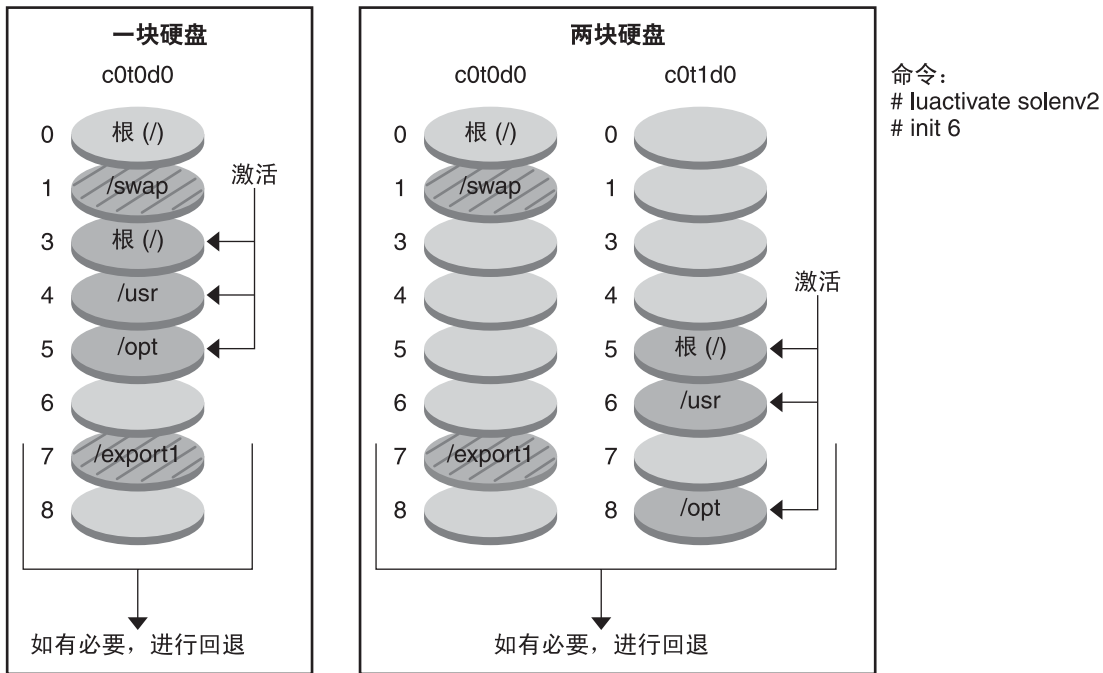 一块硬盘
c0t0d0
0 根 (/)
1 /swap
激活
3 根 (/)
4 /usr
5 /opt
6
7 /export1
8
如有必要，进行回退
两块硬盘
c0t0d0
0 根 (/)
1 /swap
3
4
5
6
7 /export1
8
c0t1d0
0
1
3
4
激活
5 根 (/)
6 /usr
7
8 /opt
如有必要，进行回退
命令：
# luactivate solenv2
# init 6